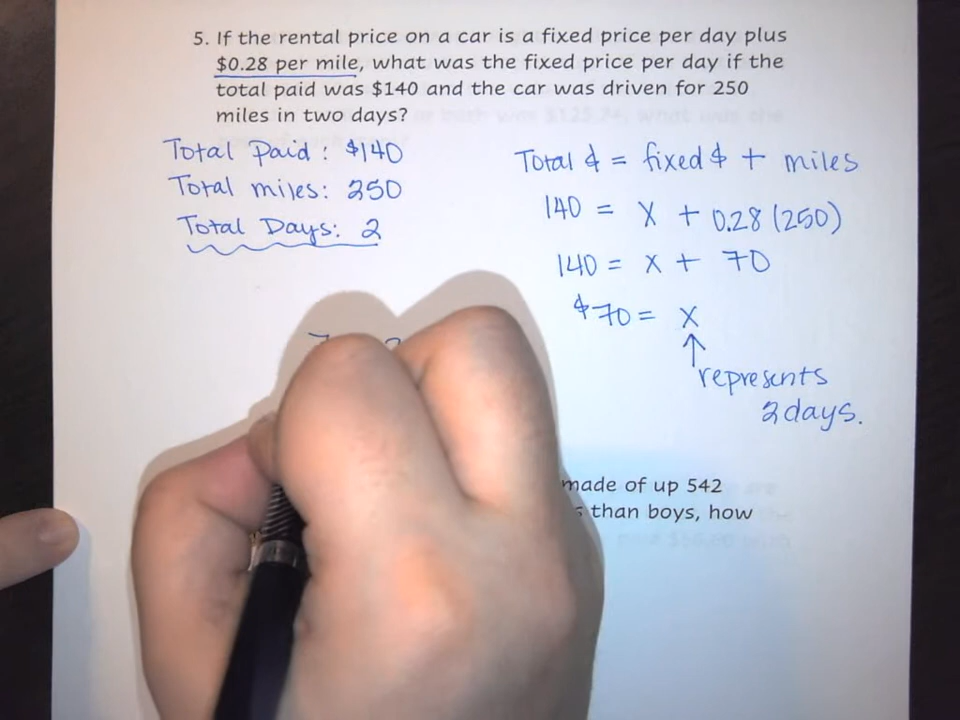 5. If the rental price on a car is a fixed price per day plus
$0.28 per mile, what was the fixed price per day if the
total paid was $140 and the car was driven for 250
miles in two days?
Total Paid: $140
Total miles: 250
Total Days: 2
Total $ = fixed $ + miles
140 = X + 0.28 (250)
140 = X + 70
$70 = X
↑
represents
2 days.
made of up 542
than boys, how